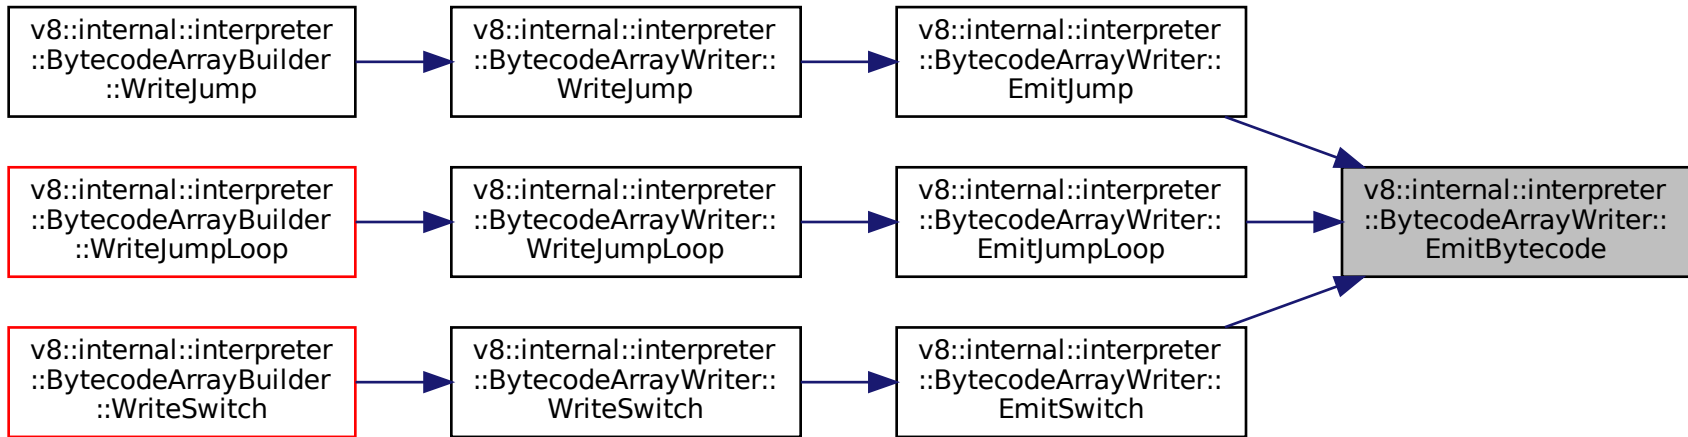 v8::internal::interpreter
::BytecodeArrayBuilder
::WriteJump
v8::internal::interpreter
::BytecodeArrayWriter::
WriteJump
v8::internal::interpreter
::BytecodeArrayWriter::
EmitJump
v8::internal::interpreter
::BytecodeArrayBuilder
::WriteJumpLoop
v8::internal::interpreter
::BytecodeArrayWriter::
WriteJumpLoop
v8::internal::interpreter
::BytecodeArrayWriter::
EmitJumpLoop
v8::internal::interpreter
::BytecodeArrayWriter::
EmitBytecode
v8::internal::interpreter
::BytecodeArrayBuilder
::WriteSwitch
v8::internal::interpreter
::BytecodeArrayWriter::
WriteSwitch
v8::internal::interpreter
::BytecodeArrayWriter::
EmitSwitch